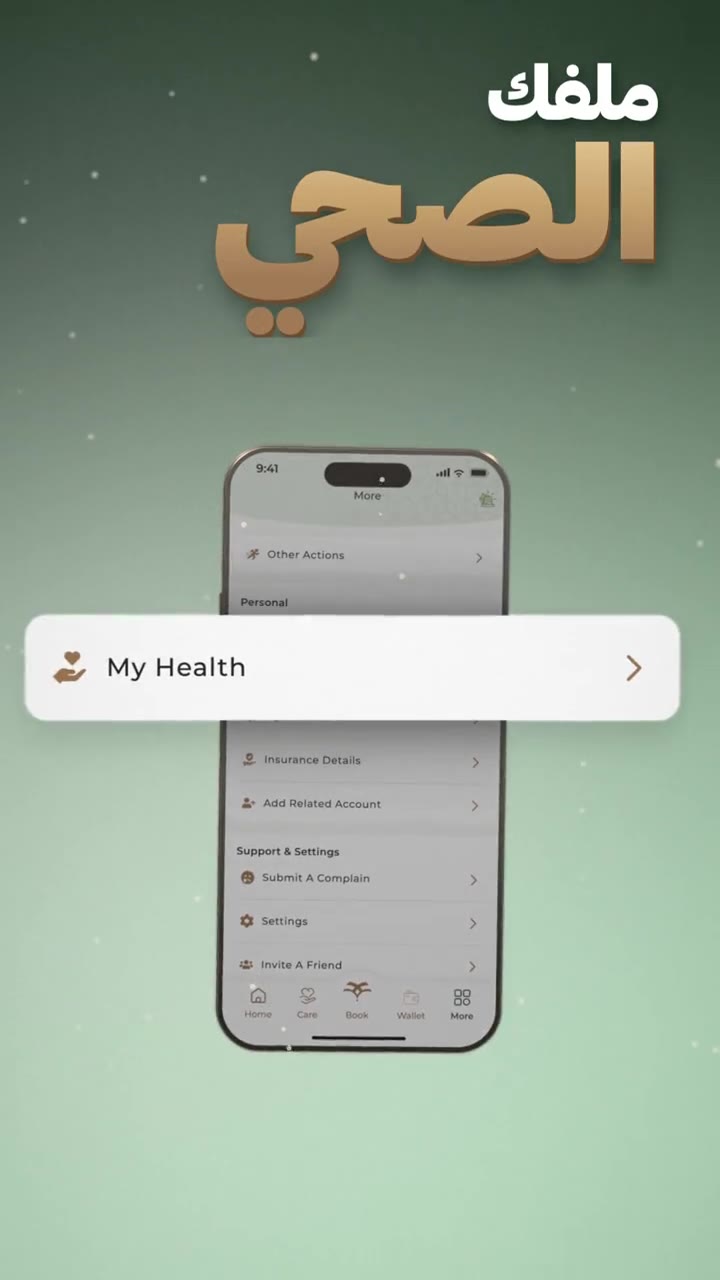 ملفك
الصحي
9:41
More
Other Actions
Personal
My Health
Insurance Details
Add Related Account
Support & Settings
Submit A Complain
Settings
Invite A Friend
Home Care Book Wallet More